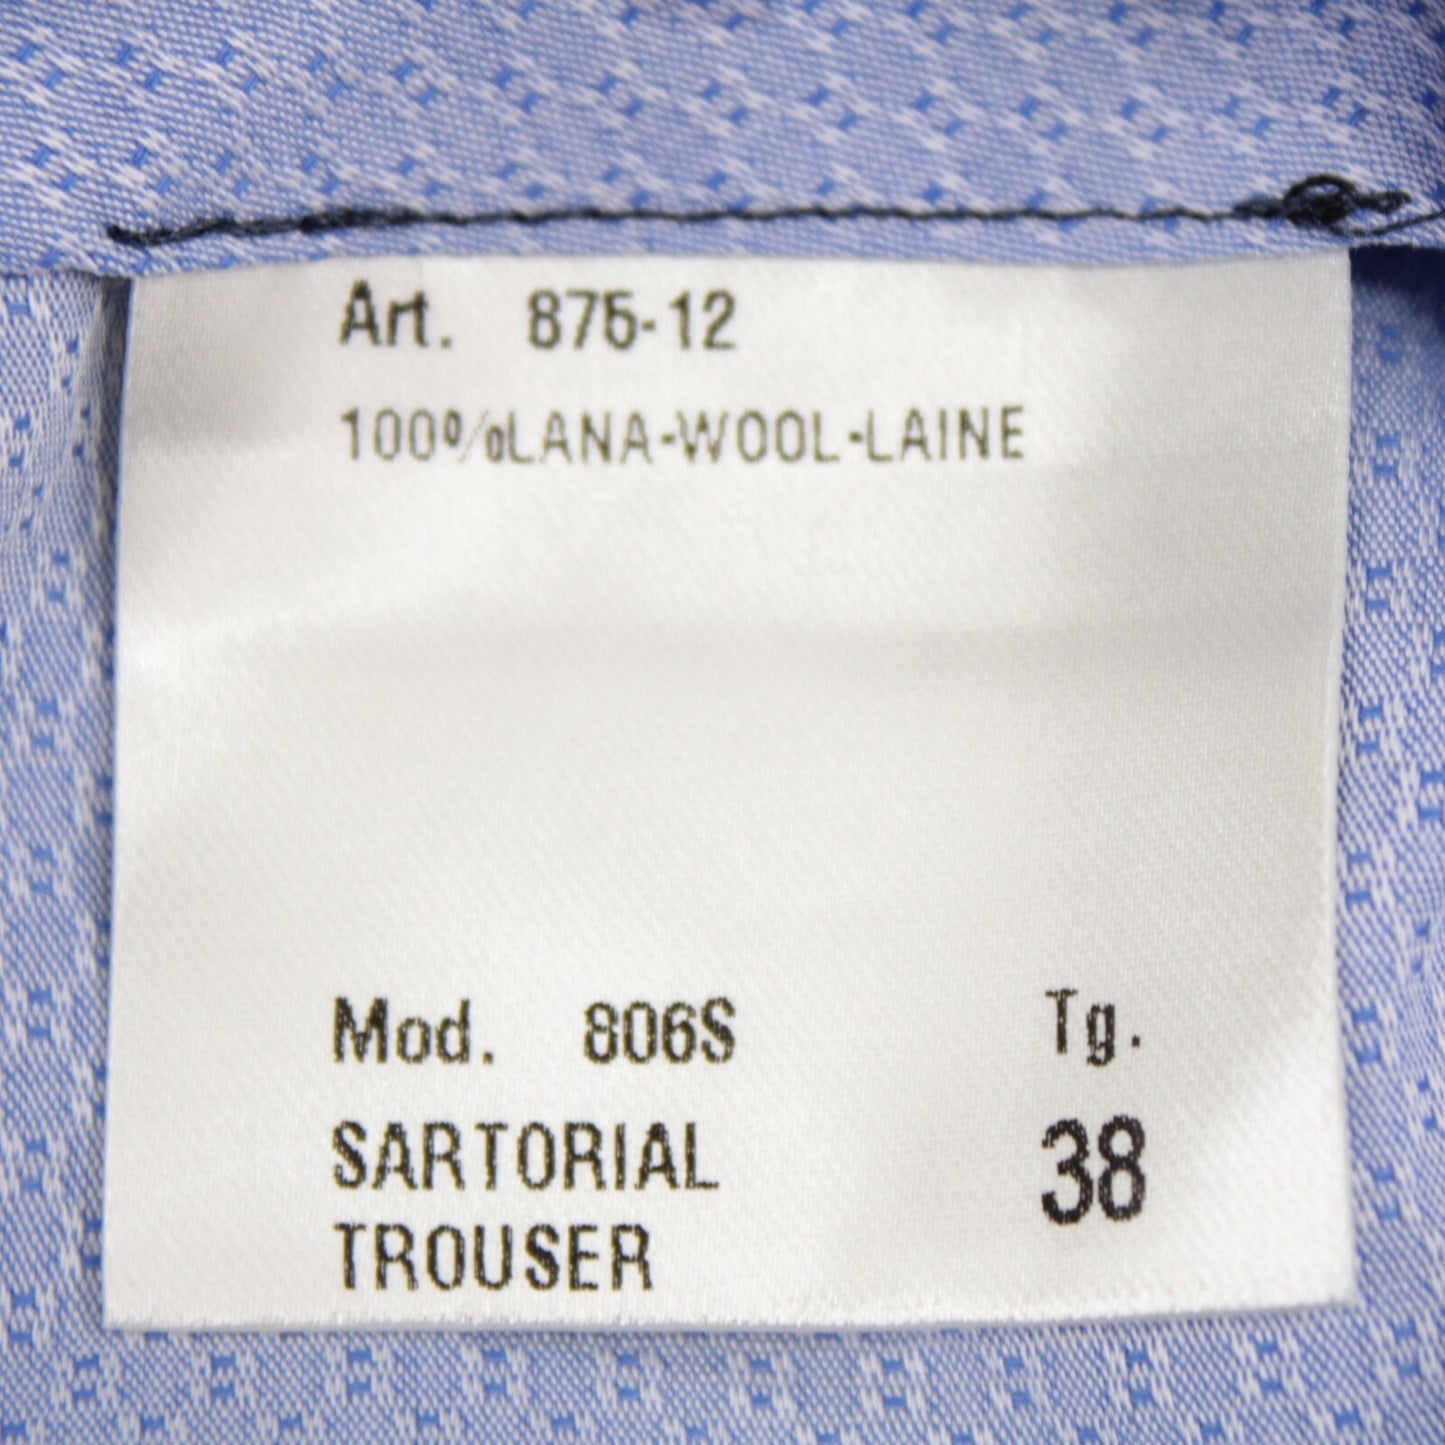 Art. 875-12
100%LANA-WOOL-LAINE
Mod. 806S Tg.
SARTORIAL 38
TROUSER